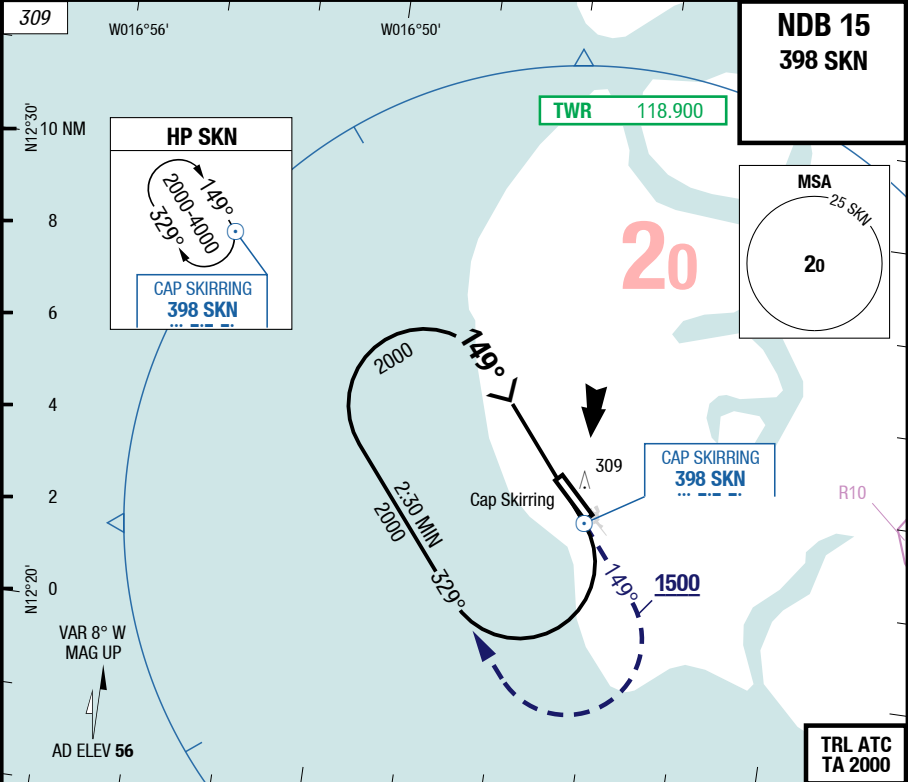 309
W016°56'
W016°50'
NDB 15
398 SKN
TWR 118.900
N12°30'
10 NM
HP SKN
149°
2000-4000
329°
CAP SKIRRING
398 SKN
MSA
25 SKN
20
20
8
6
4
2
0
2000
149°
309
CAP SKIRRING
398 SKN
Cap Skirring
R10
2:30 MIN
2000
329°
149°
1500
N12°20'
VAR 8° W
MAG UP
AD ELEV 56
TRL ATC
TA 2000